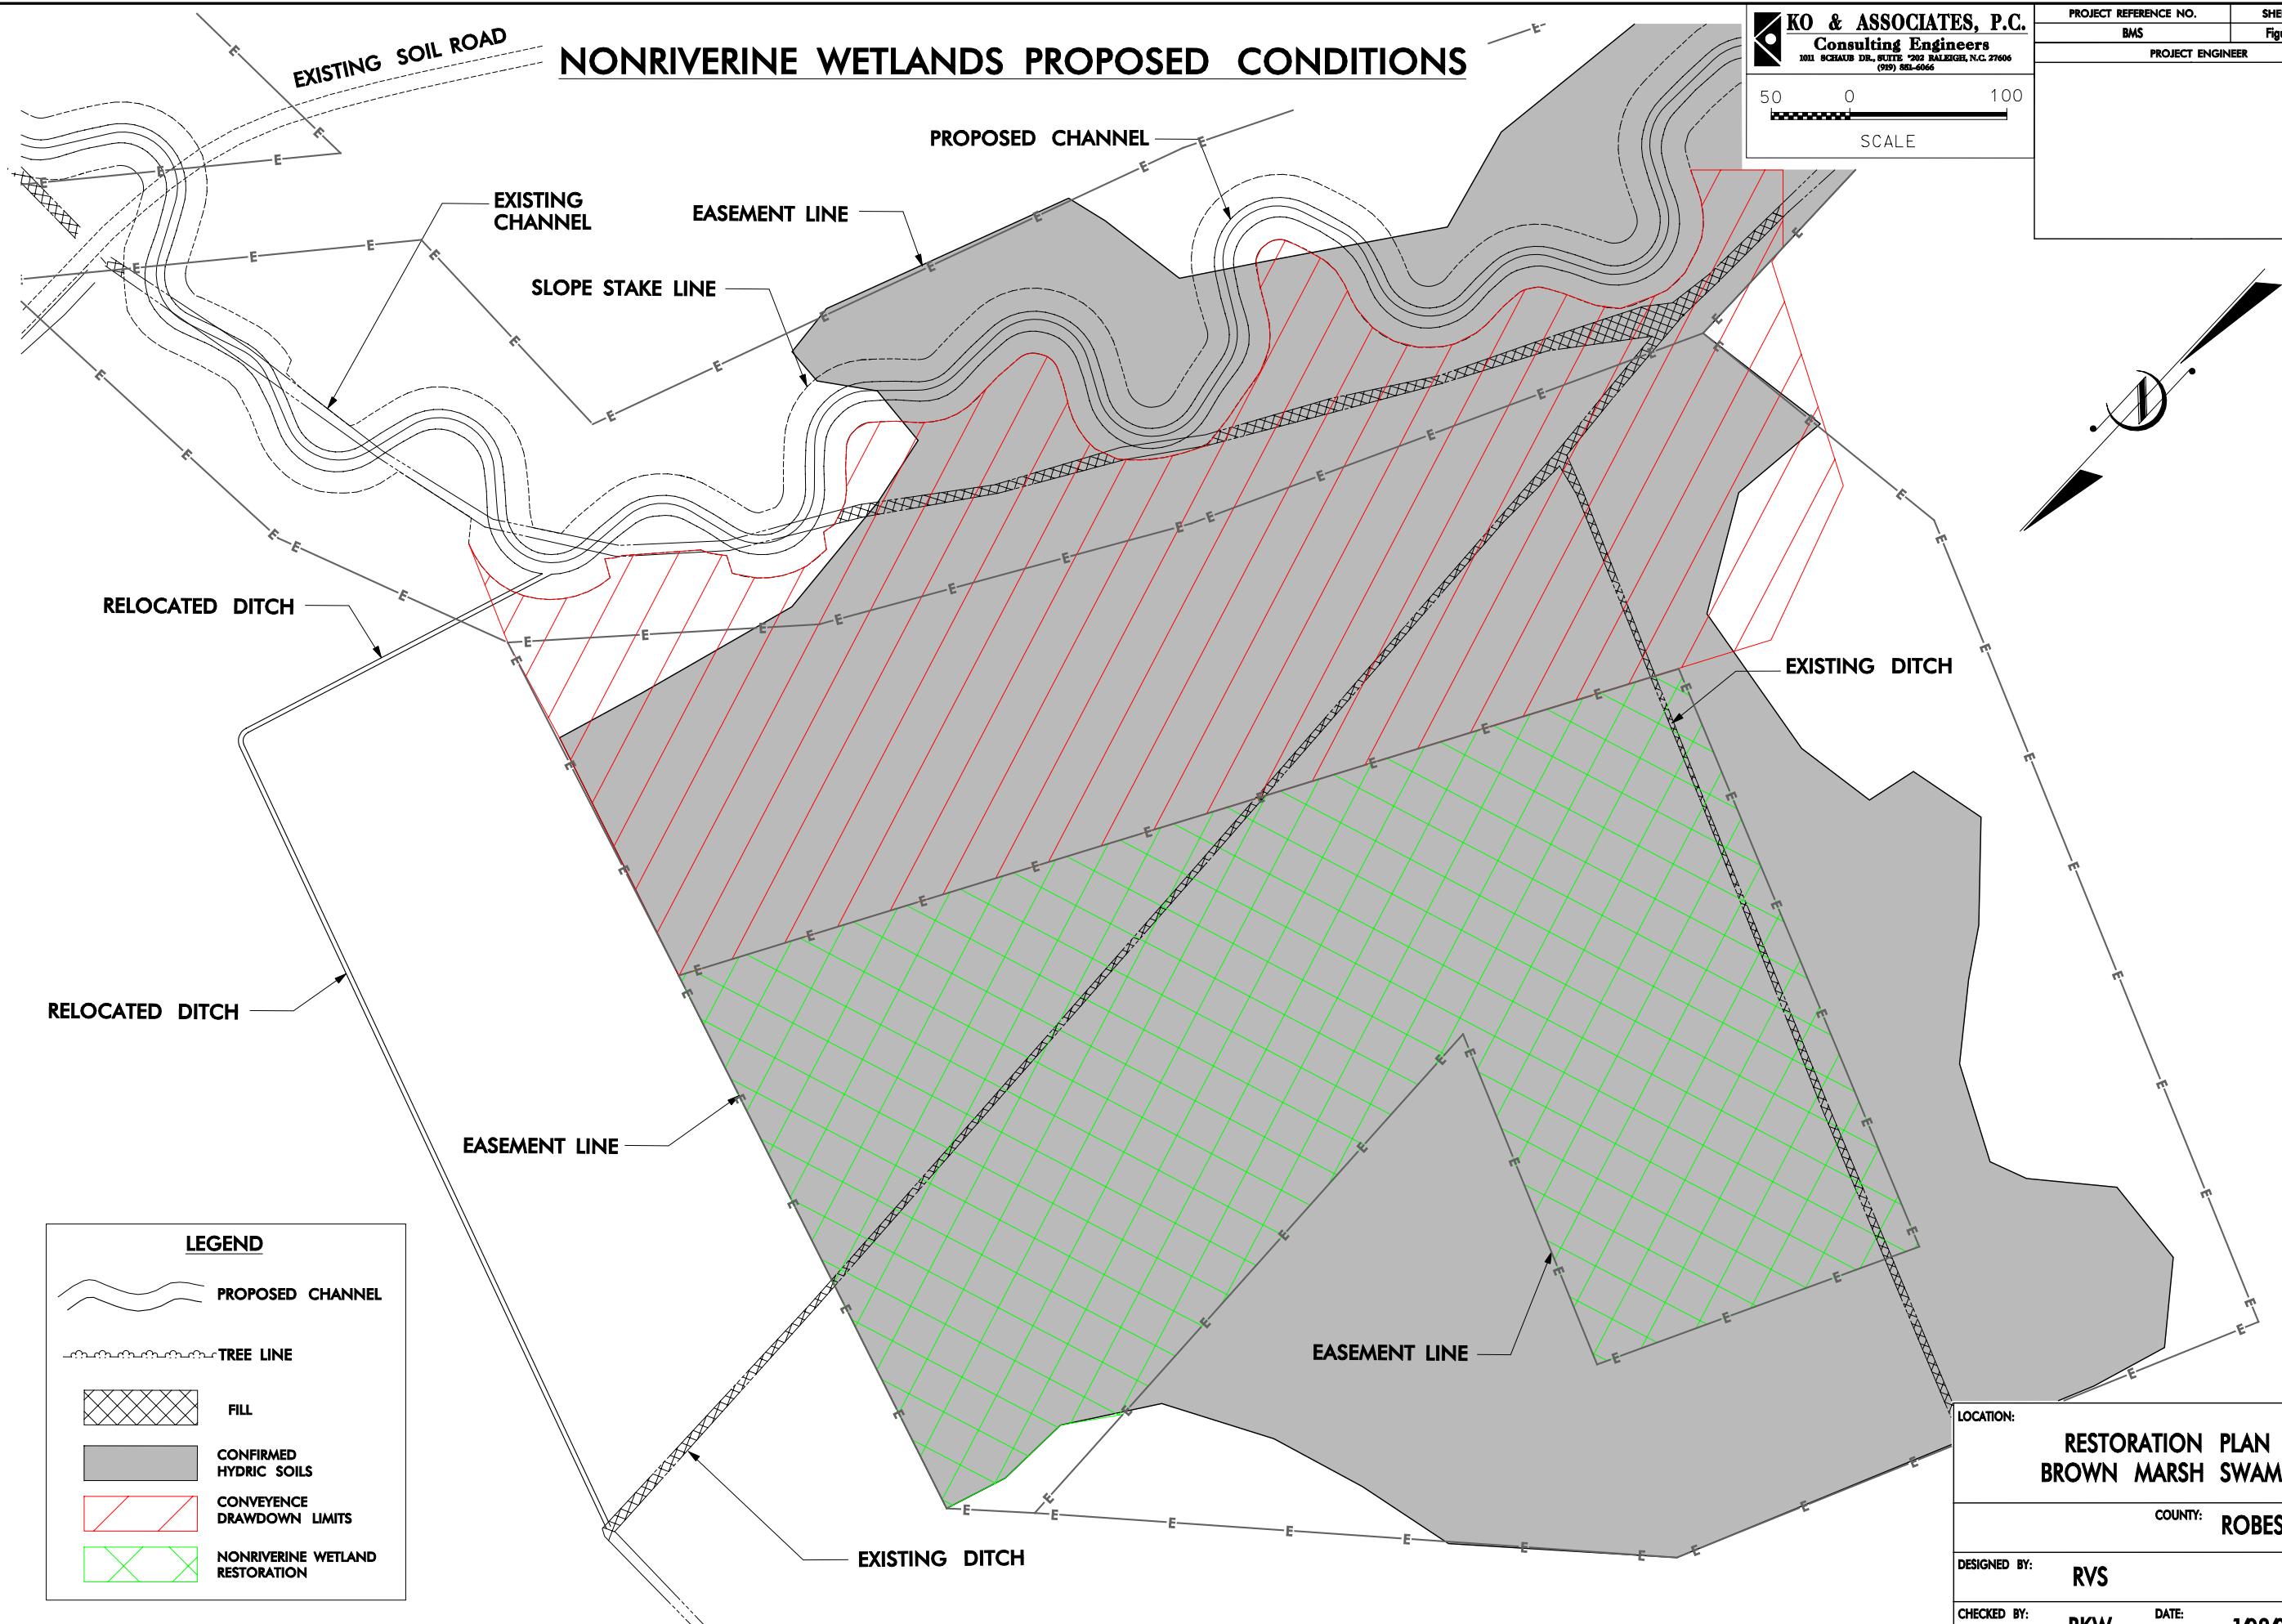 NONRIVERINE WETLANDS PROPOSED CONDITIONS
KO & ASSOCIATES, P.C.
Consulting Engineers
1011 SCHAUB DR., SUITE 202 RALEIGH, N.C. 27606
(919) 851-6066
50 0 100
SCALE
PROJECT REFERENCE NO.
BMS
PROJECT ENGINEER
EXISTING SOIL ROAD
PROPOSED CHANNEL
EXISTING
CHANNEL
EASEMENT LINE
SLOPE STAKE LINE
RELOCATED DITCH
EXISTING DITCH
RELOCATED DITCH
EASEMENT LINE
EASEMENT LINE
EXISTING DITCH
LEGEND
PROPOSED CHANNEL
TREE LINE
FILL
CONFIRMED
HYDRIC SOILS
CONVEYENCE
DRAWDOWN LIMITS
NONRIVERINE WETLAND
RESTORATION
LOCATION:
RESTORATION PLAN
BROWN MARSH SWAM
COUNTY: ROBES
DESIGNED BY: RVS
CHECKED BY:
DATE: